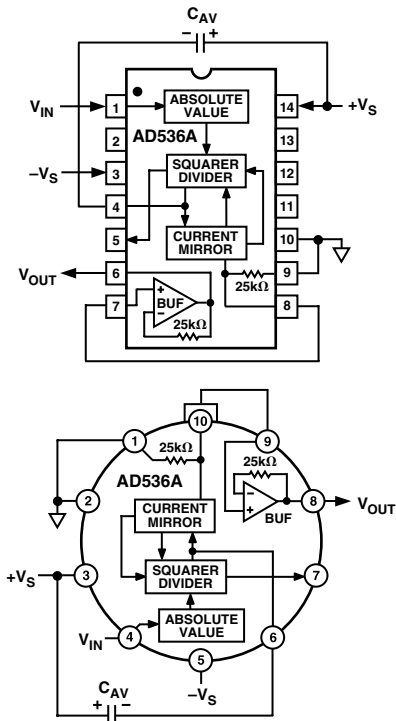 CAV
− +
VIN
1
ABSOLUTE
VALUE
14
+VS
2
AD536A
13
−VS
3
SQUARER
DIVIDER
12
4
11
5
CURRENT
MIRROR
10
VOUT
6
25kΩ
9
7
+
BUF
−
25kΩ
8
10
1
25kΩ
9
AD536A
25kΩ
2
CURRENT
MIRROR
−
+
BUF
8
VOUT
+VS
3
SQUARER
DIVIDER
7
VIN
4
ABSOLUTE
VALUE
6
5
CAV
+ −
−VS